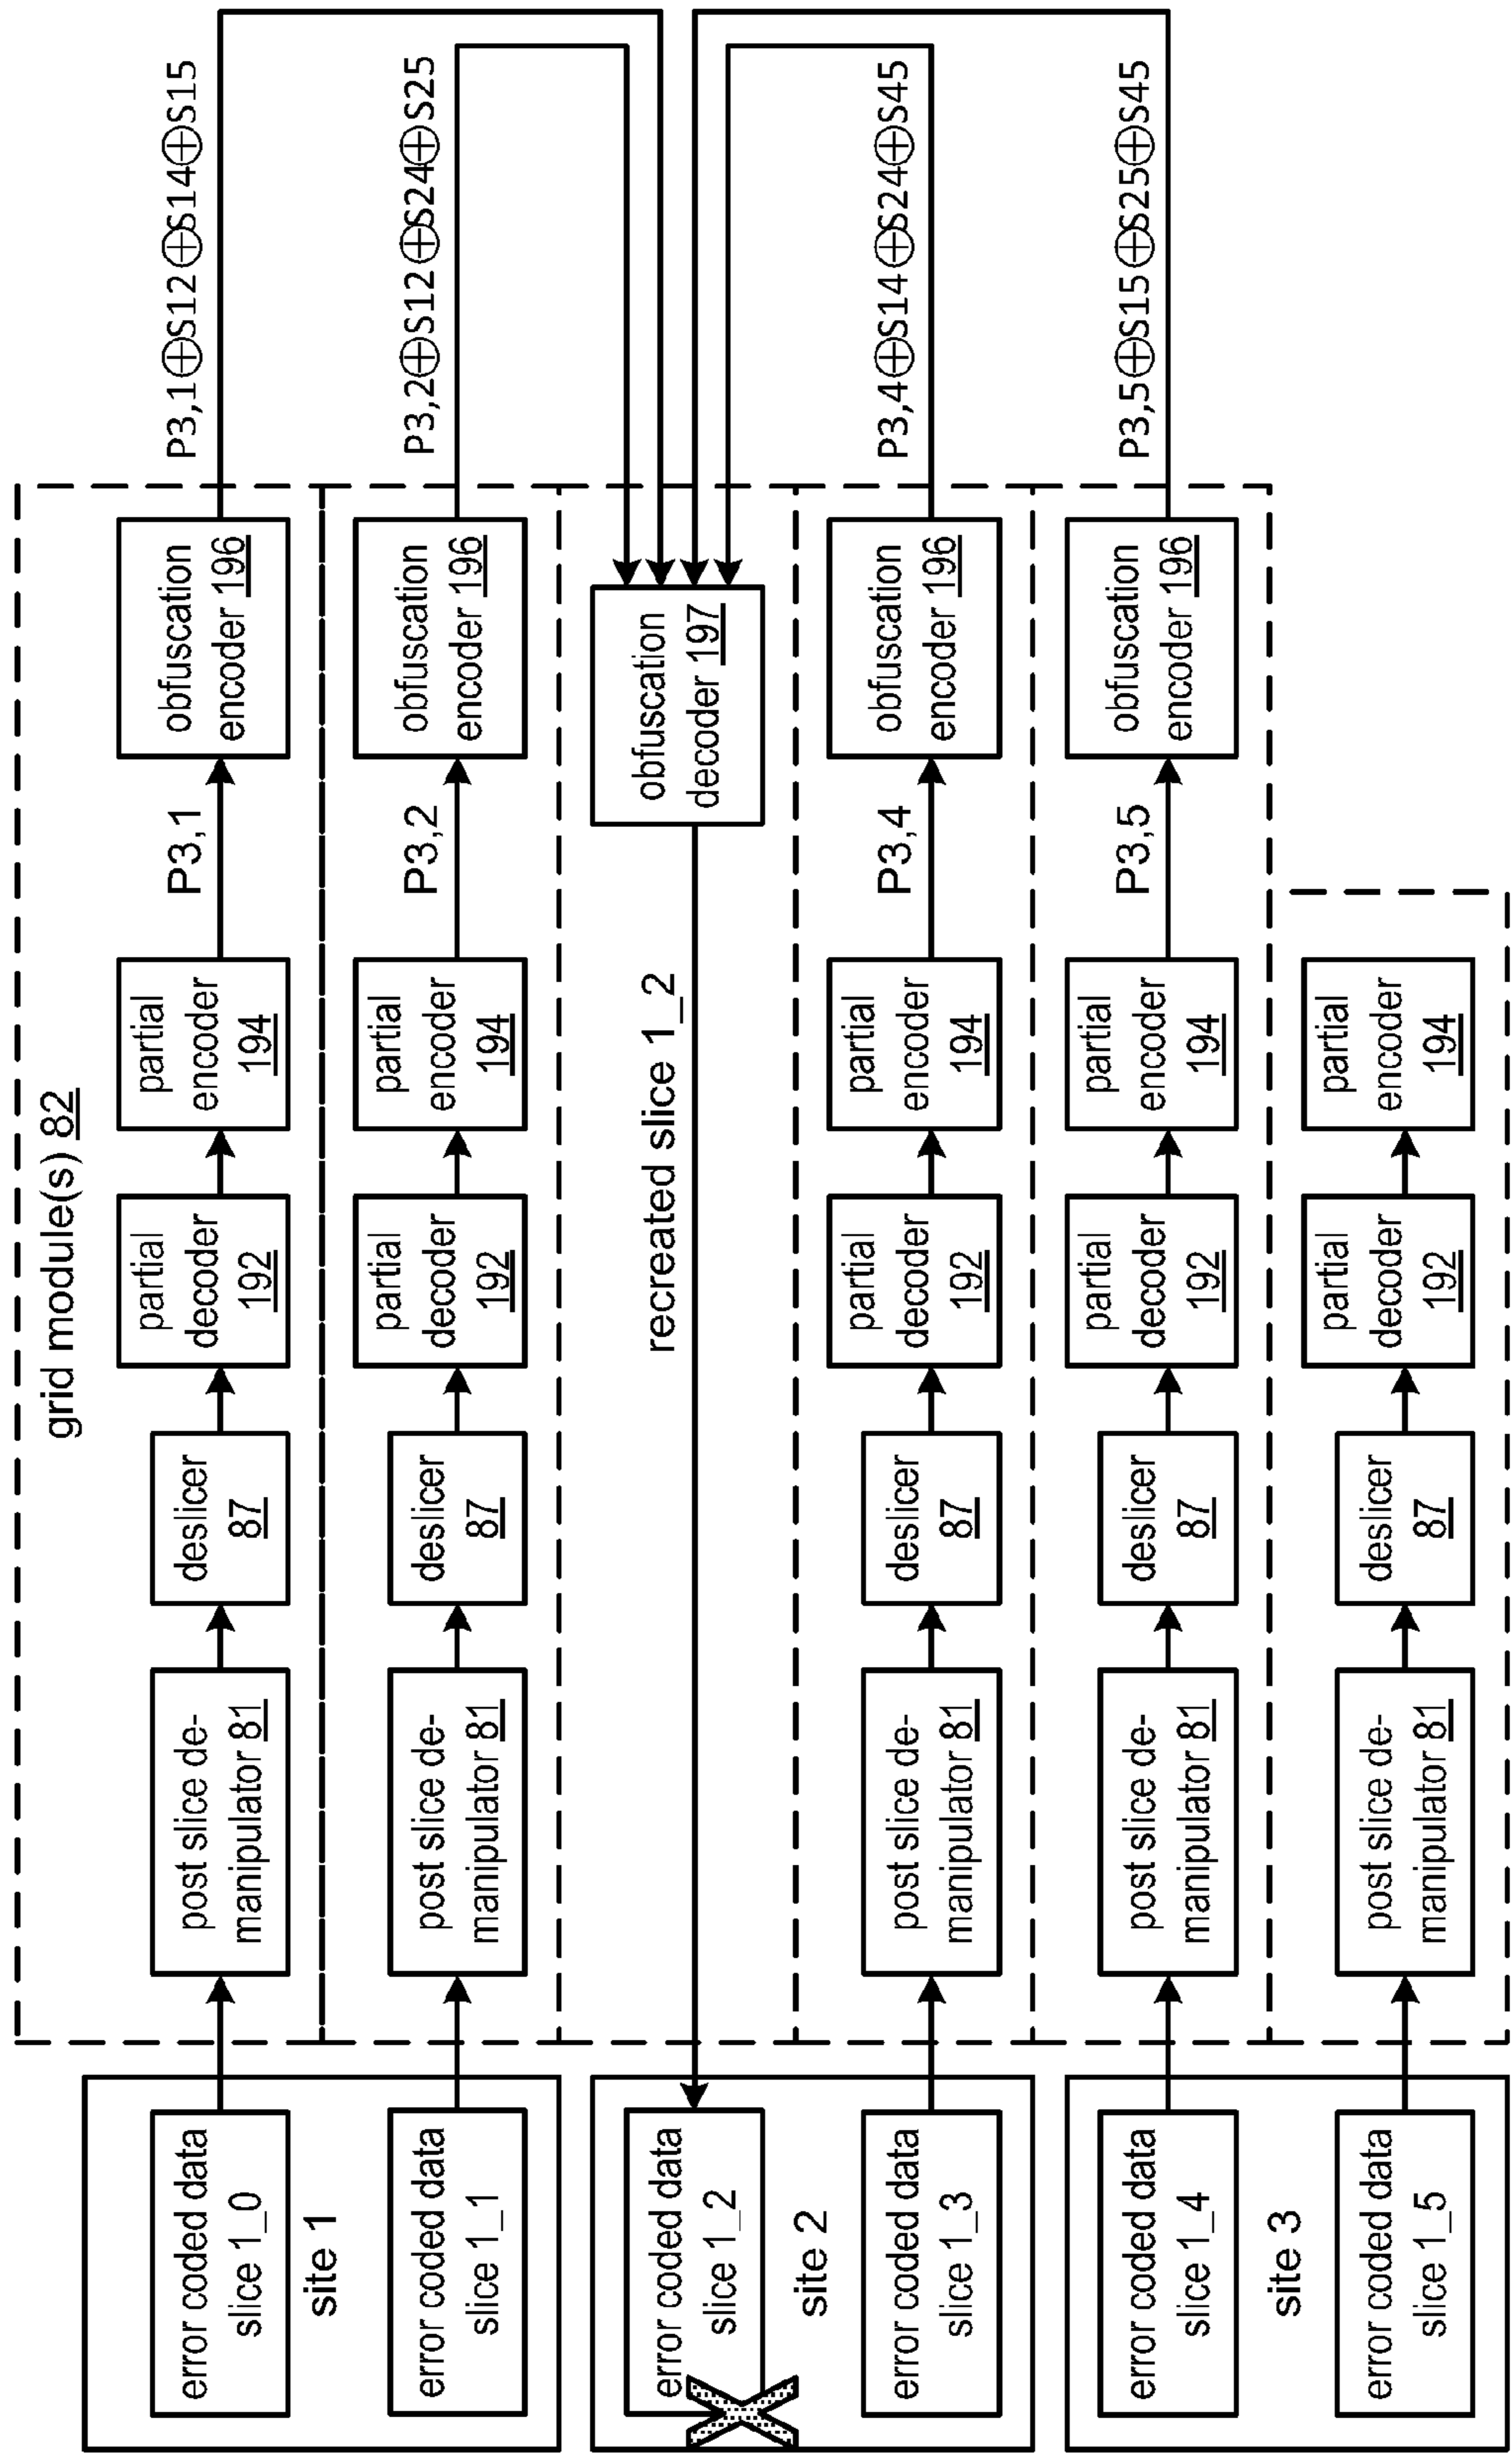 grid module(s) 82
error coded data
slice 1_0
post slice de-
manipulator 81
deslicer
87
partial
decoder
192
partial
encoder
194
P3,1
obfuscation
encoder 196
P3,1⊕S12⊕S14⊕S15
site 1
error coded data
slice 1_1
post slice de-
manipulator 81
deslicer
87
partial
decoder
192
partial
encoder
194
P3,2
obfuscation
encoder 196
P3,2⊕S12⊕S24⊕S25
error coded data
slice 1_2
recreated slice 1_2
obfuscation
decoder 197
site 2
error coded data
slice 1_3
post slice de-
manipulator 81
deslicer
87
partial
decoder
192
partial
encoder
194
P3,4
obfuscation
encoder 196
P3,4⊕S14⊕S24⊕S45
error coded data
slice 1_4
post slice de-
manipulator 81
deslicer
87
partial
decoder
192
partial
encoder
194
P3,5
obfuscation
encoder 196
P3,5⊕S15⊕S25⊕S45
site 3
error coded data
slice 1_5
post slice de-
manipulator 81
deslicer
87
partial
decoder
192
partial
encoder
194